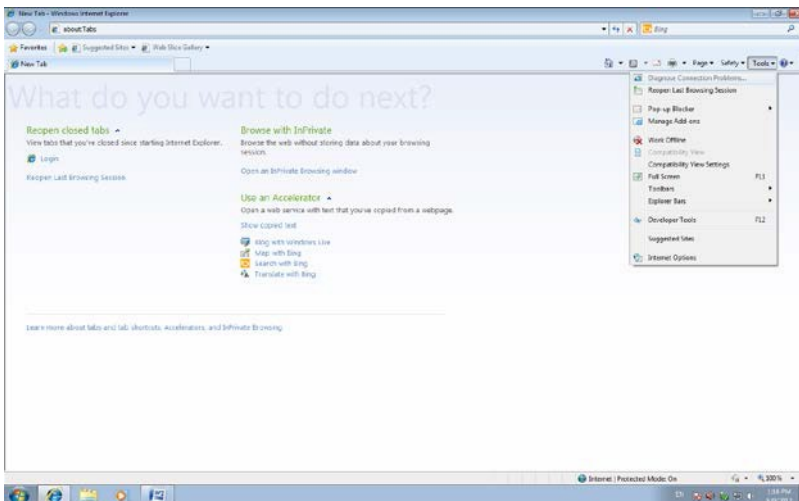 New Tab - Windows Internet Explorer
about:Tabs
Bing
Favorites
Suggested Sites
Web Slice Gallery
New Tab
Page
Safety
Tools
What do you want to do next?
Reopen closed tabs
View tabs that you've closed since starting Internet Explorer.
Login
Reopen Last Browsing Session
Browse with InPrivate
Browse the web without storing data about your browsing
session.
Open an InPrivate Browsing window
Use an Accelerator
Open a web service with text that you've copied from a webpage.
Show copied text
Blog with Windows Live
Map with Bing
Search with Bing
Translate with Bing
Learn more about tabs and tab shortcuts, Accelerators, and InPrivate Browsing
Diagnose Connection Problems...
Reopen Last Browsing Session
Pop-up Blocker
Manage Add-ons
Work Offline
Compatibility View
Compatibility View Settings
Full Screen F11
Toolbars
Explorer Bars
Developer Tools F12
Suggested Sites
Internet Options
Internet | Protected Mode: On
100%
EN